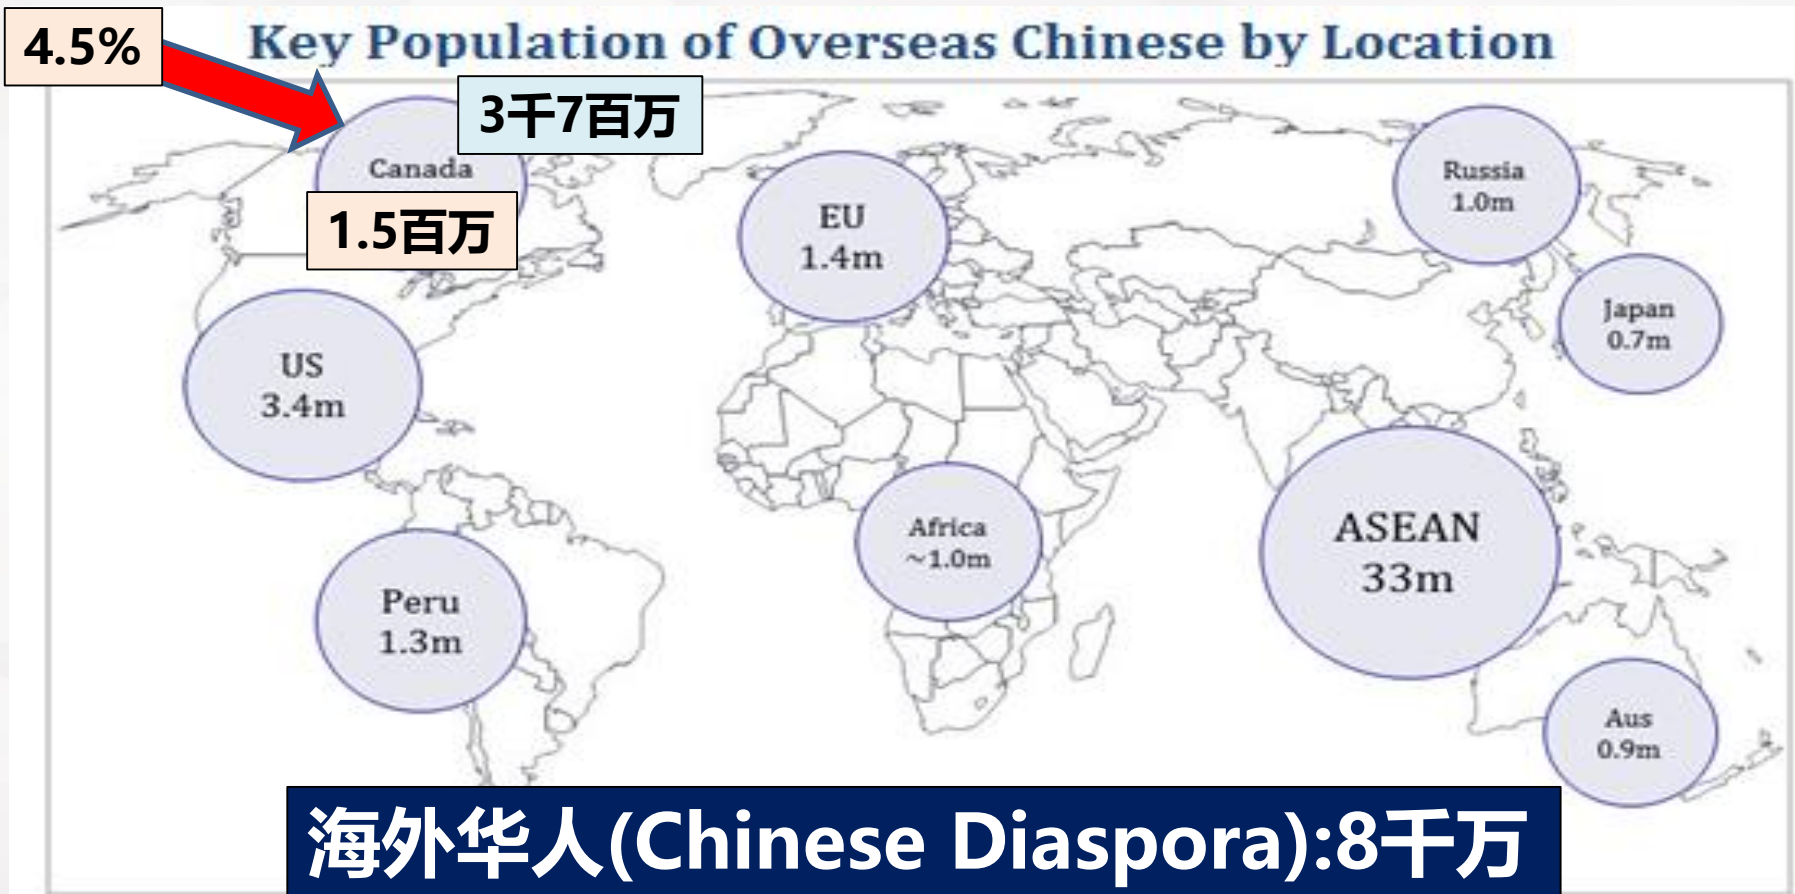 4.5%
Key Population of Overseas Chinese by Location
3千7百万
Canada
1.5百万
EU
1.4m
Russia
1.0m
Japan
0.7m
US
3.4m
Africa
~1.0m
ASEAN
33m
Peru
1.3m
Aus
0.9m
海外华人(Chinese Diaspora):8千万